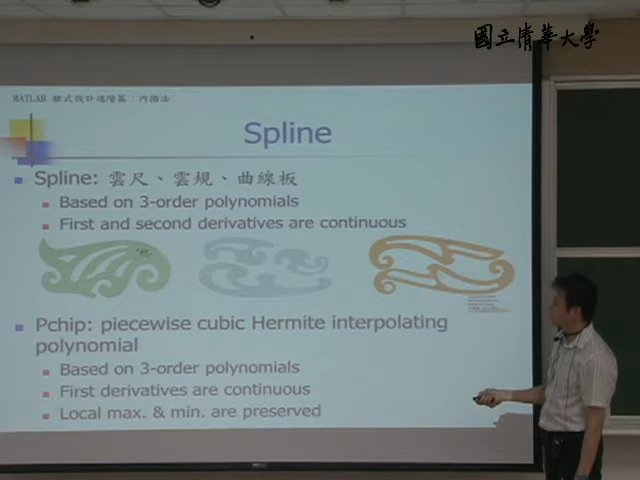 國立清華大學
MATLAB 程式設計進階篇：內插法
Spline
Spline: 雲尺、雲規、曲線板
Based on 3-order polynomials
First and second derivatives are continuous
Pchip: piecewise cubic Hermite interpolating
polynomial
Based on 3-order polynomials
First derivatives are continuous
Local max. & min. are preserved